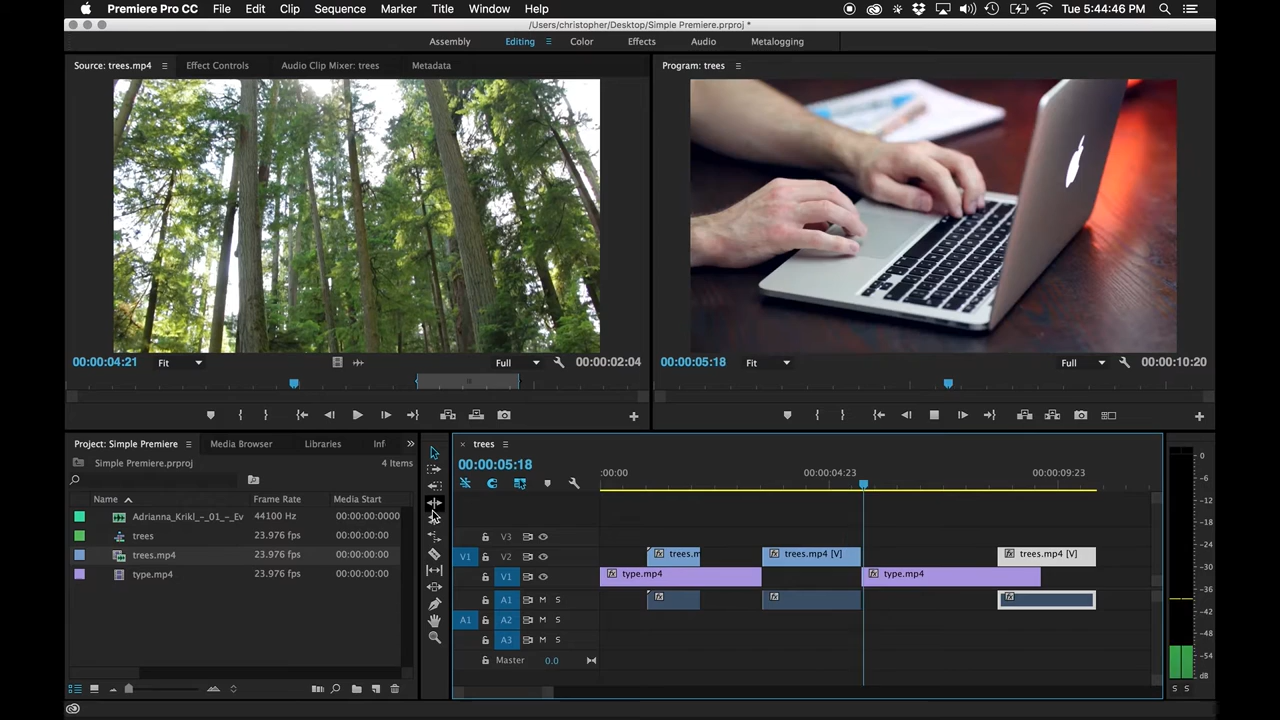 Premiere Pro CC File Edit Clip Sequence Marker Title Window Help Tue 5:44:46 PM
/Users/christopher/Desktop/Simple Premiere.prproj *
Assembly Editing Color Effects Audio Metalogging
Source: trees.mp4 Effect Controls Audio Clip Mixer: trees Metadata
Program: trees
00:00:04:21 Fit Full 00:00:02:04
00:00:05:18 Fit Full 00:00:10:20
Project: Simple Premiere Media Browser Libraries Inf
Simple Premiere.prproj 4 Items
Name Frame Rate Media Start
Adrianna_Krikl_-_01_-_Ev 44100 Hz 00:00:00:0000
trees 23.976 fps 00:00:00:00
trees.mp4 23.976 fps 00:00:00:00
type.mp4 23.976 fps 00:00:00:00
trees
00:00:05:18
:00:00 00:00:04:23 00:00:09:23
V3
V1 V2 fx trees.m fx trees.mp4 [V] fx trees.mp4 [V]
V1 fx type.mp4 fx type.mp4
A1 M S fx fx fx
A1 A2 M S
A3 M S
Master 0.0
0
-6
-12
-18
-24
-30
-36
-42
-48
-54
dB
S S